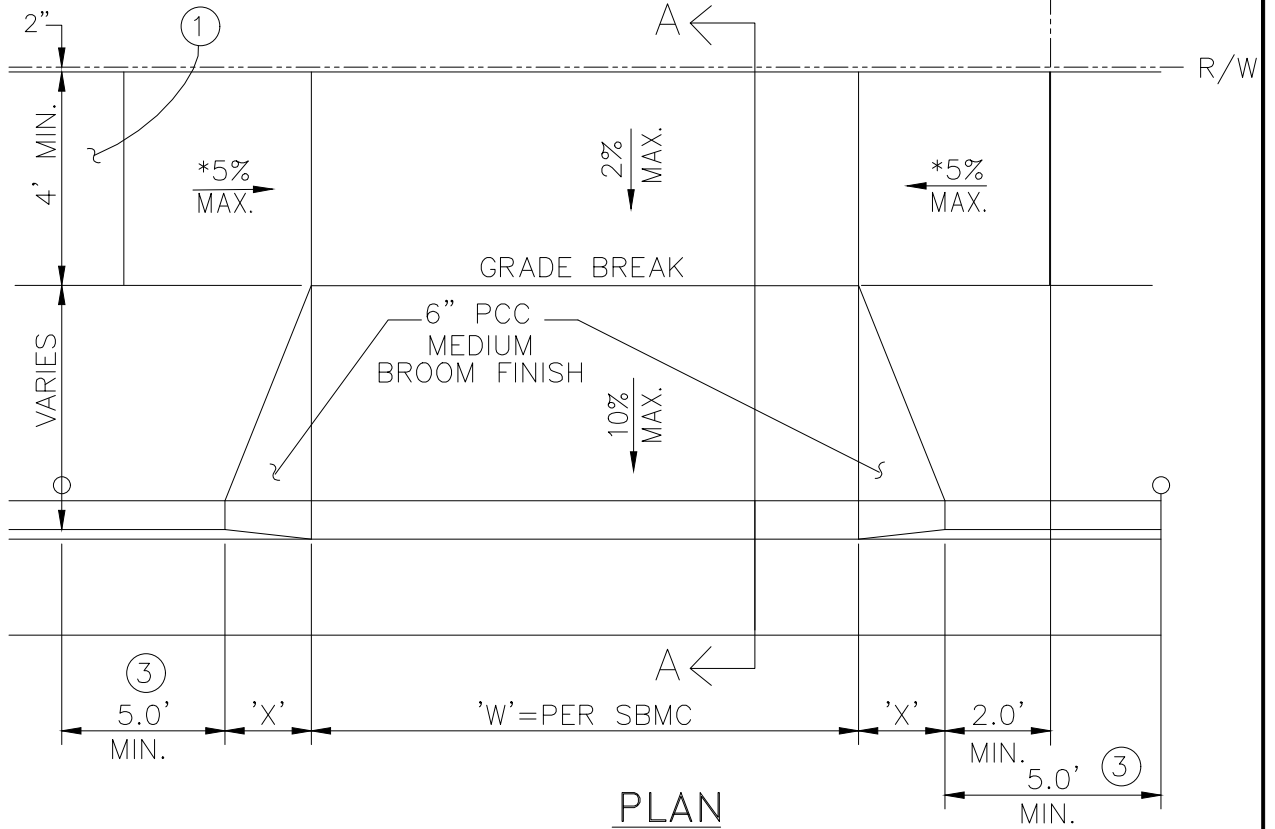 2”
1
A
R/W
4' MIN.
*5%
MAX.
2%
MAX.
*5%
MAX.
GRADE BREAK
VARIES
6” PCC
MEDIUM
BROOM FINISH
10%
MAX.
A
3
5.0'
MIN.
'X'
'W'=PER SBMC
'X'
2.0'
MIN.
5.0'
3
MIN.
PLAN